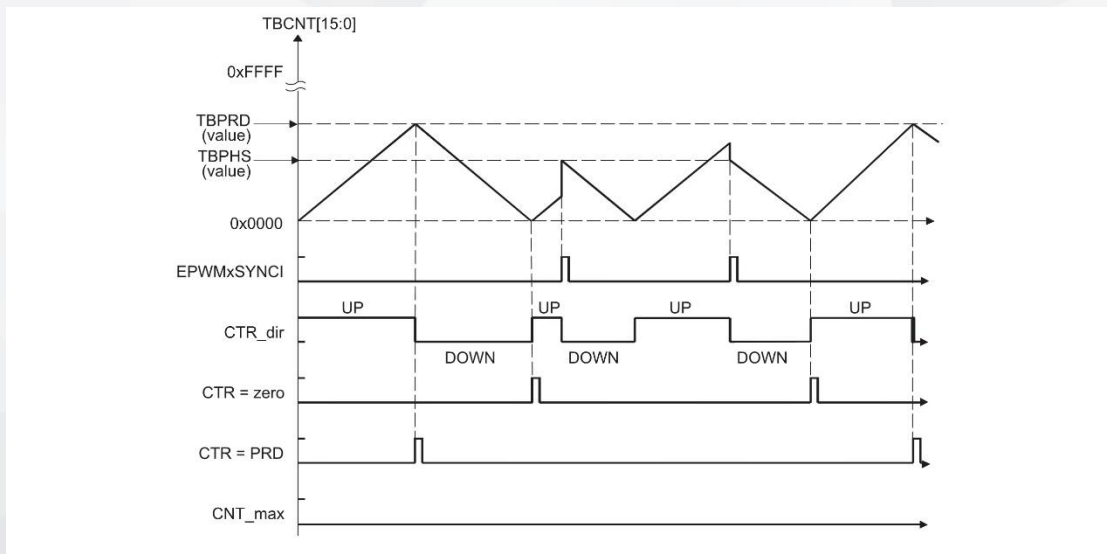 TBCNT[15:0]
0xFFFF
TBPRD
(value)
TBPHS
(value)
0x0000
EPWMxSYNCI
UP UP UP UP
CTR_dir
DOWN DOWN DOWN
CTR = zero
CTR = PRD
CNT_max